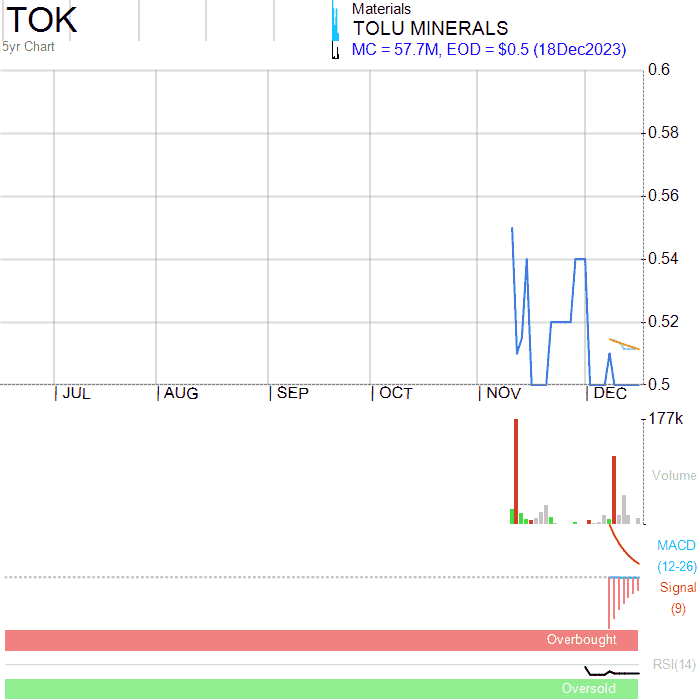 TOK
5yr Chart
Materials
TOLU MINERALS
MC = 57.7M, EOD = $0.5 (18Dec2023)
0.6
0.58
0.56
0.54
0.52
0.5
JUL AUG SEP OCT NOV DEC
177k
Volume
MACD
(12-26)
Signal
(9)
Overbought
RSI(14)
Oversold